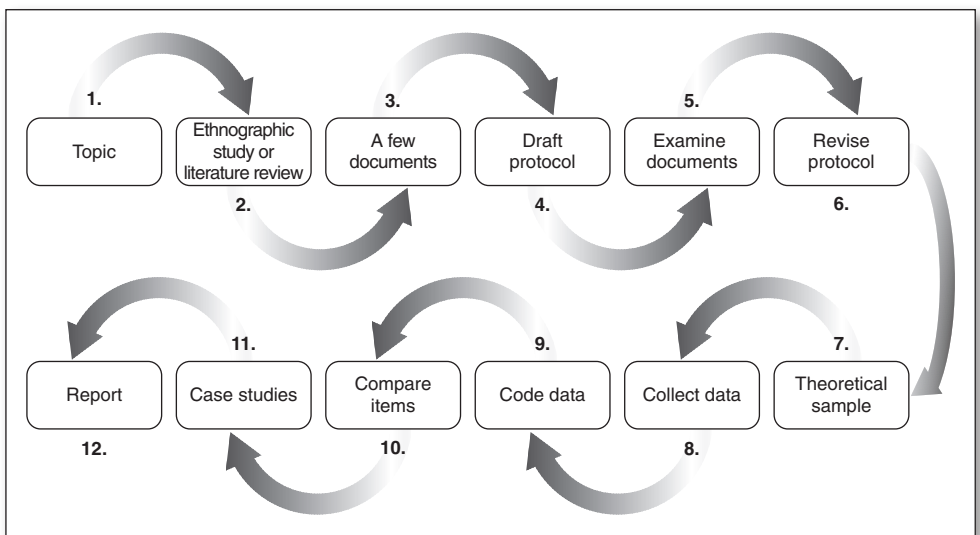 1.
Topic
Ethnographic
study or
literature review
2.
3.
A few
documents
Draft
protocol
4.
5.
Examine
documents
Revise
protocol
6.
7.
Theoretical
sample
Collect data
8.
9.
Code data
Compare
items
10.
11.
Case studies
Report
12.